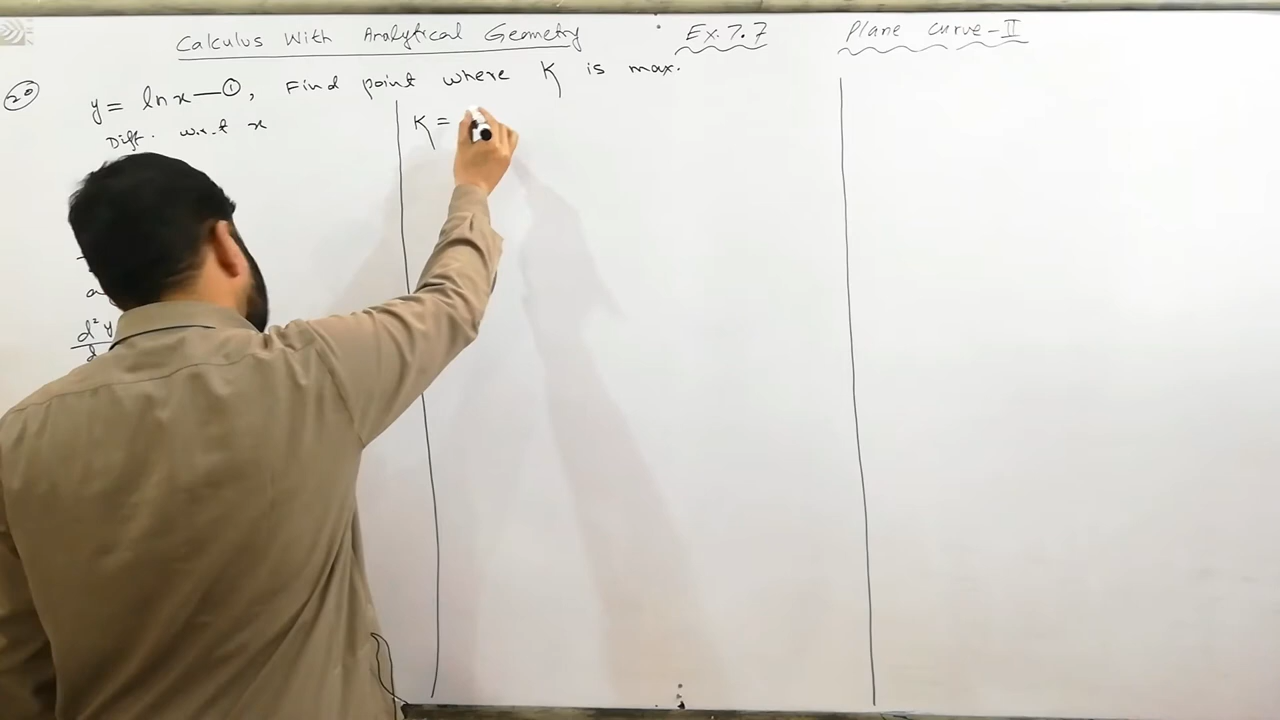 Calculus With Analytical Geometry Ex. 7.7 Plane Curve-II
20 y = ln x — ①, Find point where K is max.
Diff. w.r.t x
K =
d²y